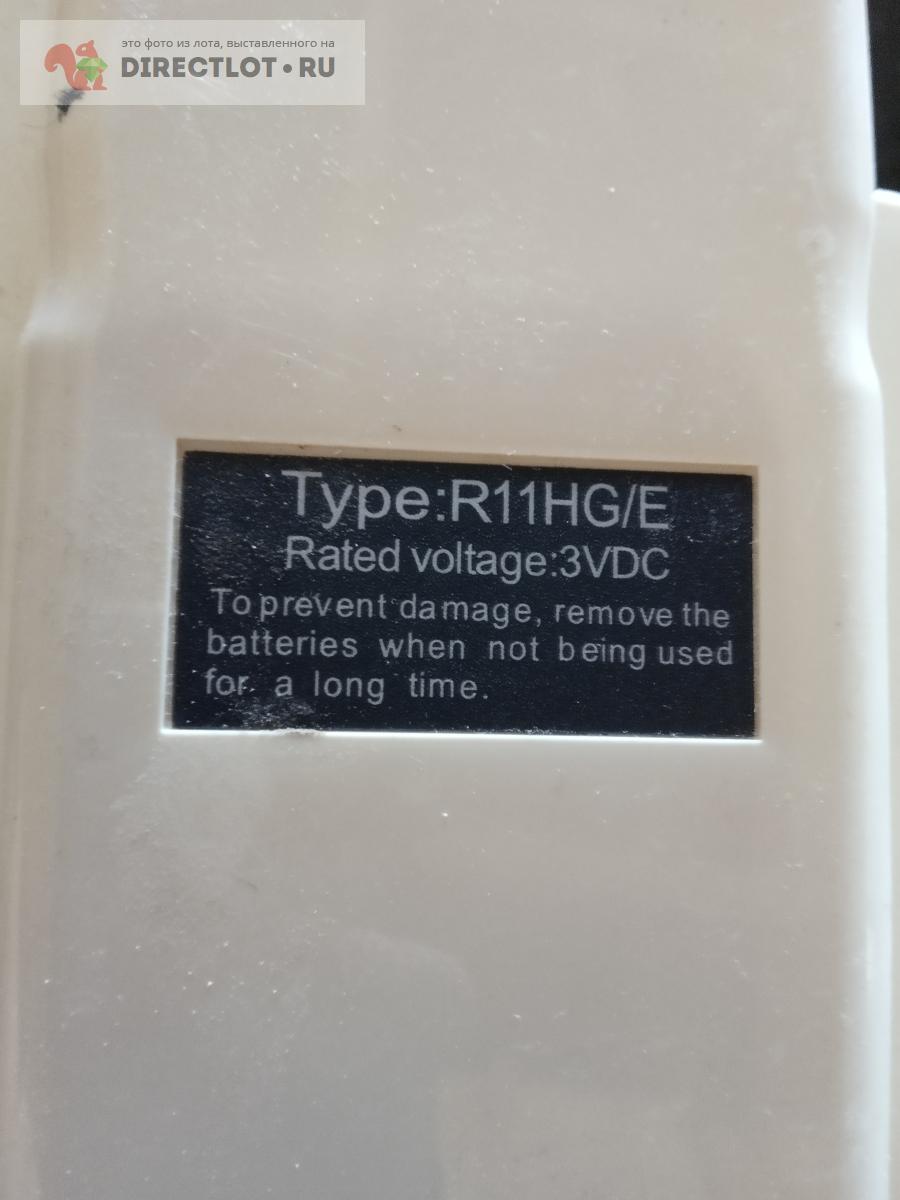 это фото из лота, выставленного на
DIRECTLOT•RU
Type:R11HG/E
Rated voltage:3VDC
To prevent damage, remove the
batteries when not being used
for a long time.